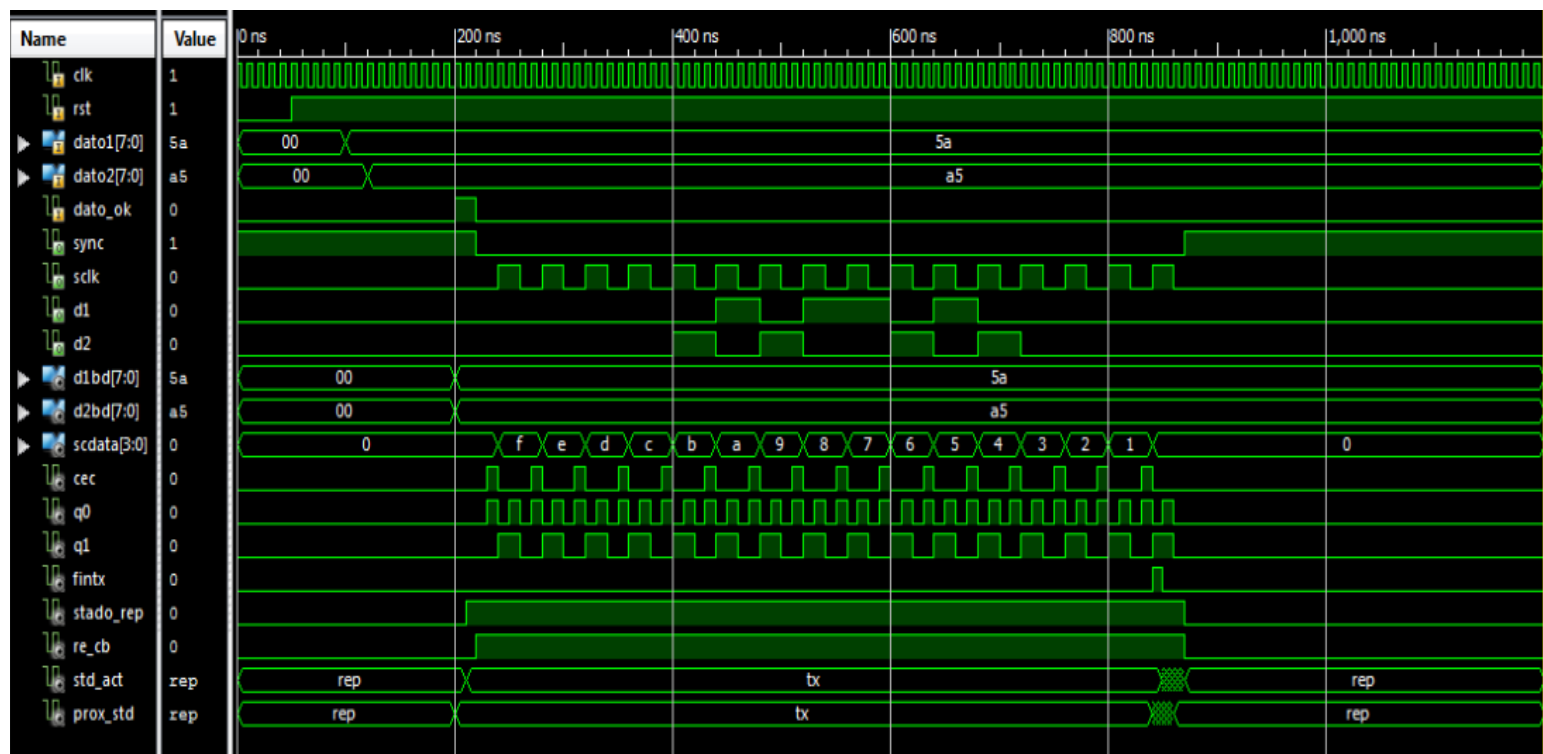 Name Value 0 ns 200 ns 400 ns 600 ns 800 ns 1,000 ns
clk 1
rst 1
dato1[7:0] 5a 00 5a
dato2[7:0] a5 00 a5
dato_ok 0
sync 1
sclk 0
d1 0
d2 0
d1bd[7:0] 5a 00 5a
d2bd[7:0] a5 00 a5
scdata[3:0] 0 0 f e d c b a 9 8 7 6 5 4 3 2 1 0
cec 0
q0 0
q1 0
fintx 0
stado_rep 0
re_cb 0
std_act rep rep tx rep
prox_std rep rep tx rep